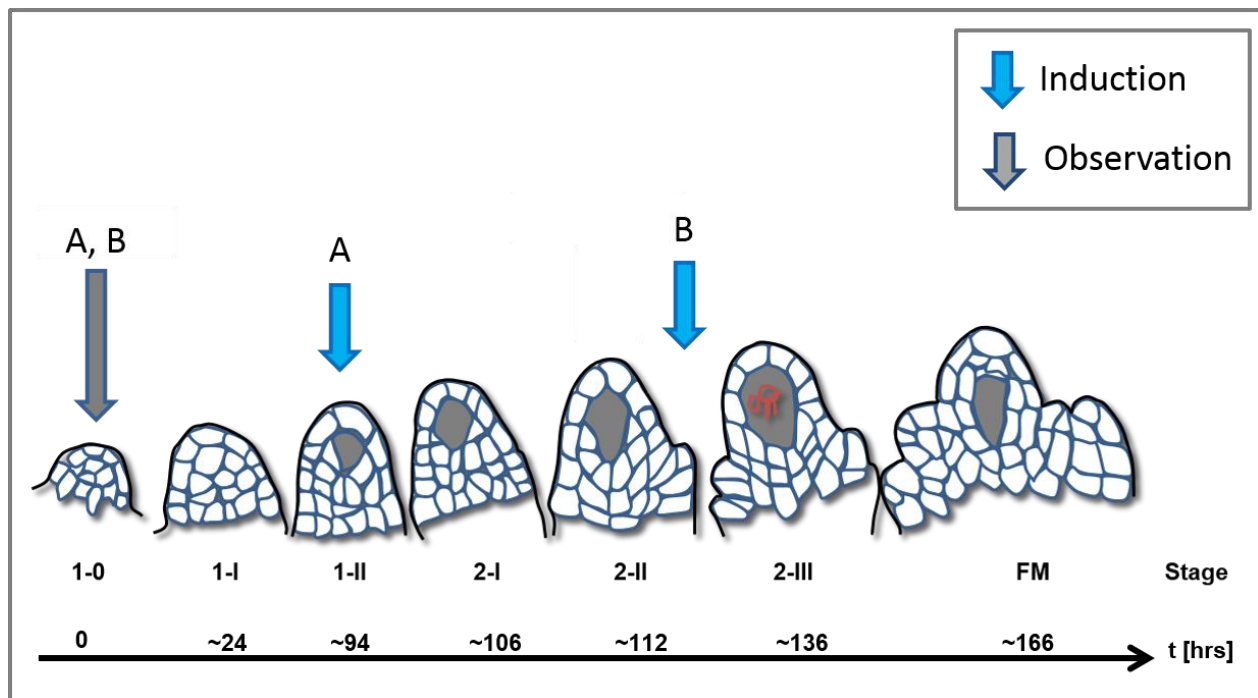 Induction
Observation
A, B
A
B
1-0 1-I 1-II 2-I 2-II 2-III FM Stage
0 ~24 ~94 ~106 ~112 ~136 ~166 t [hrs]